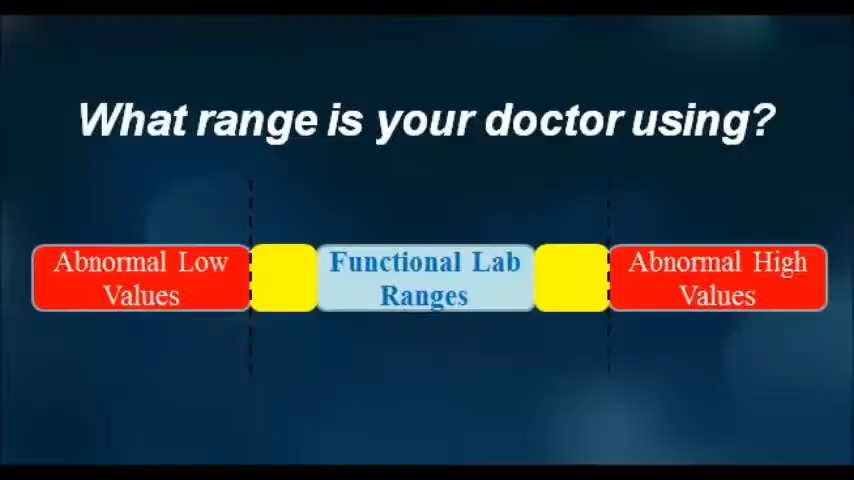 What range is your doctor using?
Abnormal Low
Values
Functional Lab
Ranges
Abnormal High
Values